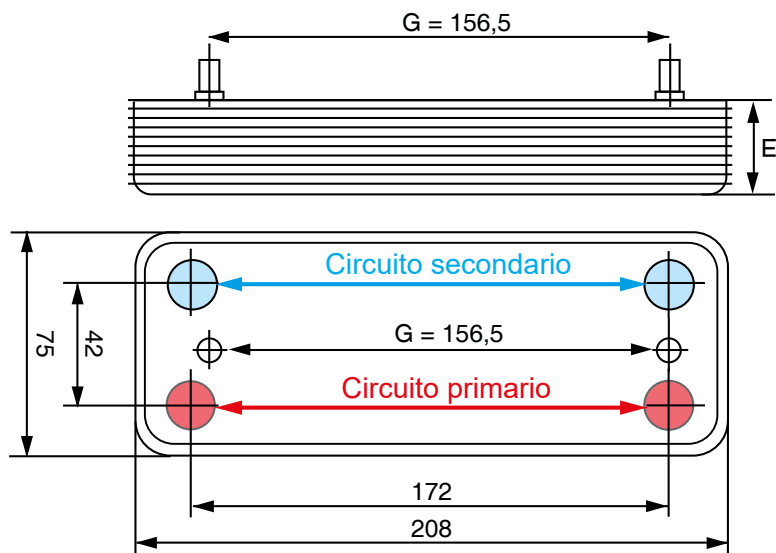 G = 156,5
E
Circuito secondario
75
42
G = 156,5
Circuito primario
172
208